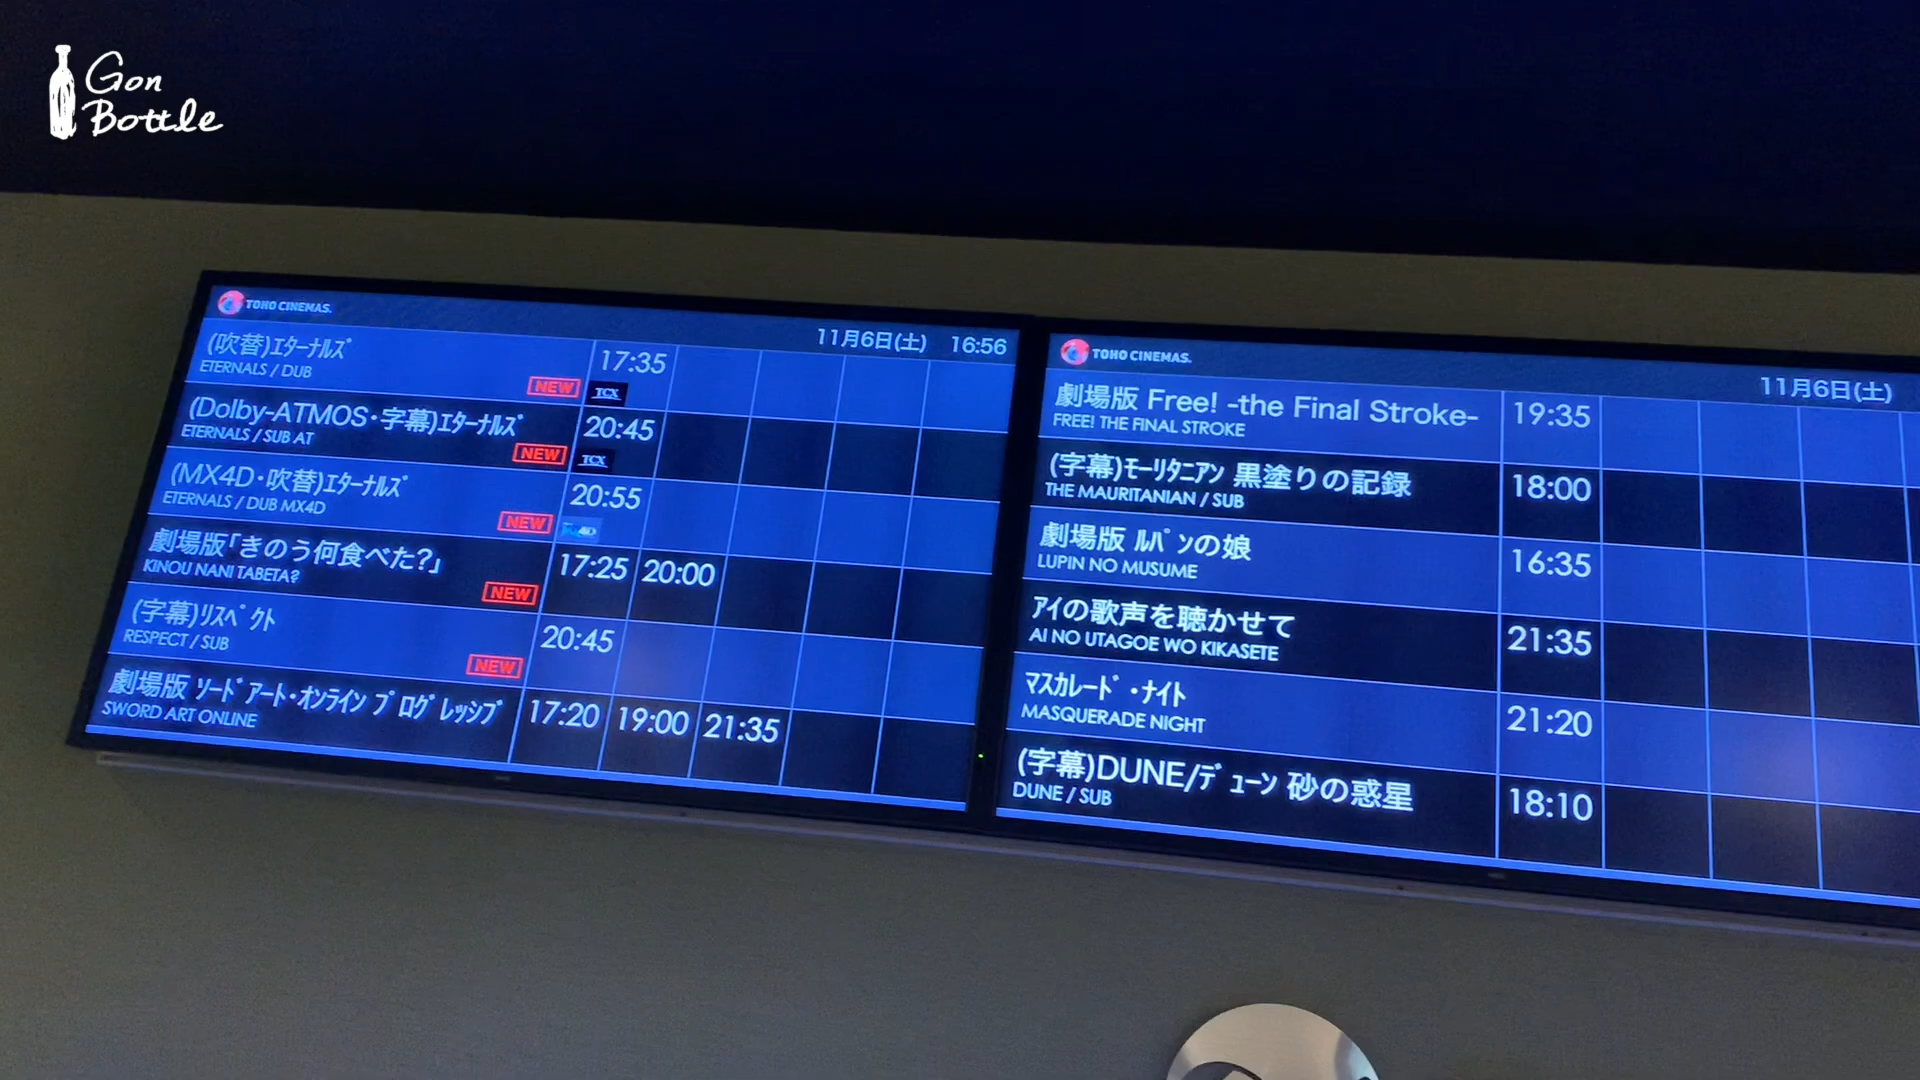 Gon
Bottle
TOHO CINEMAS.
11月6日(土) 16:56
(吹替)ｴﾀｰﾅﾙｽﾞ
ETERNALS / DUB
NEW
17:35
TCX
(Dolby-ATMOS･字幕)ｴﾀｰﾅﾙｽﾞ
ETERNALS / SUB AT
NEW
20:45
TCX
(MX4D･吹替)ｴﾀｰﾅﾙｽﾞ
ETERNALS / DUB MX4D
NEW
20:55
劇場版｢きのう何食べた?｣
KINOU NANI TABETA?
NEW
17:25 20:00
(字幕)ﾘｽﾍﾟｸﾄ
RESPECT / SUB
NEW
20:45
劇場版 ｿｰﾄﾞｱｰﾄ･ｵﾝﾗｲﾝ ﾌﾟﾛｸﾞﾚｯｼﾌﾞ
SWORD ART ONLINE
17:20 19:00 21:35
TOHO CINEMAS.
11月6日(土)
劇場版 Free! -the Final Stroke-
FREE! THE FINAL STROKE
19:35
(字幕)ﾓｰﾘﾀﾆｱﾝ 黒塗りの記録
THE MAURITANIAN / SUB
18:00
劇場版 ﾙﾊﾟﾝの娘
LUPIN NO MUSUME
16:35
ｱｲの歌声を聴かせて
AI NO UTAGOE WO KIKASETE
21:35
ﾏｽｶﾚｰﾄﾞ･ﾅｲﾄ
MASQUERADE NIGHT
21:20
(字幕)DUNE/ﾃﾞｭｰﾝ 砂の惑星
DUNE / SUB
18:10